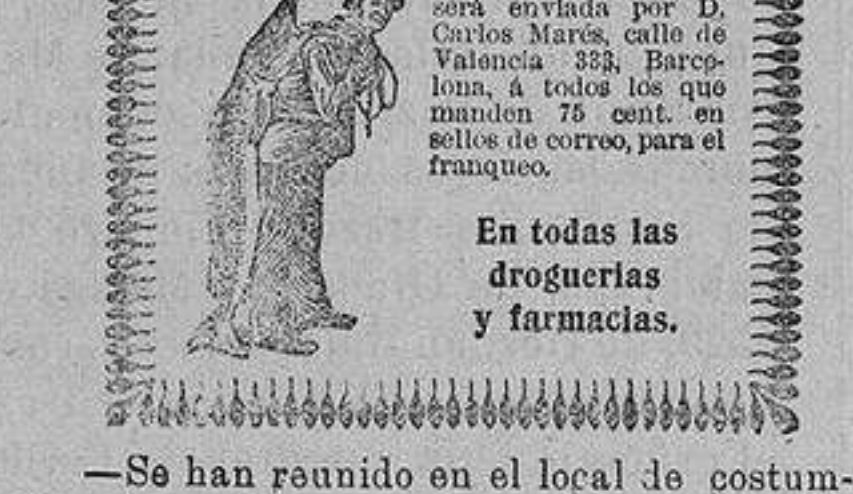 será enviada por D.
Carlos Marés, calle de
Valencia 333, Barce-
lona, á todos los que
manden 75 cent. en
sellos de correo, para el
franqueo.
En todas las
droguerias
y farmacias.
—Se han reunido en el local de costum-